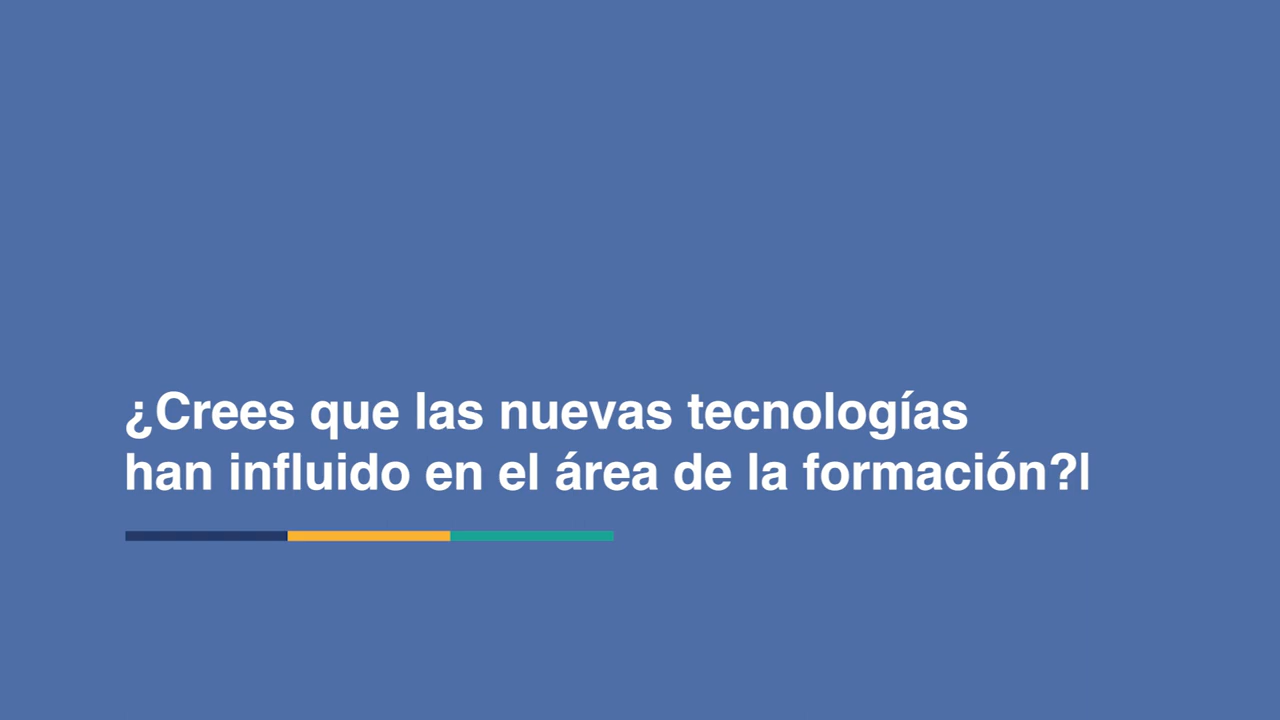 ¿Crees que las nuevas tecnologías
han influido en el área de la formación?l